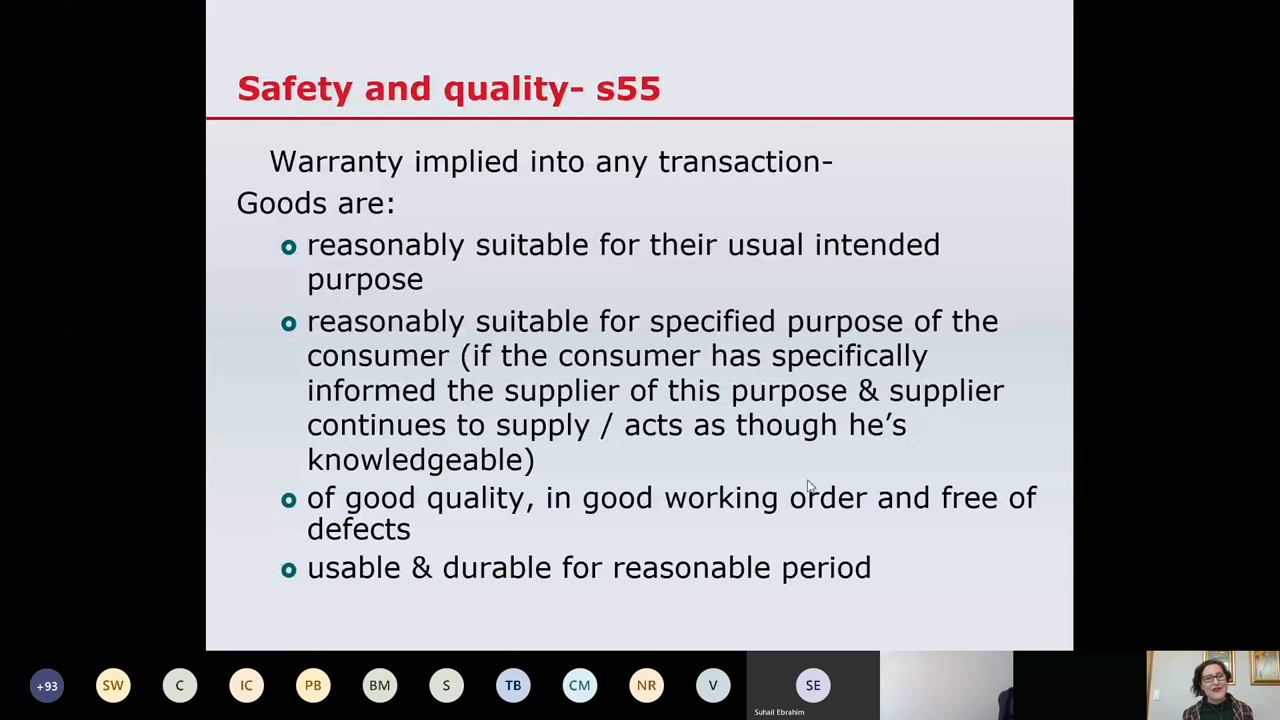 Safety and quality- s55
Warranty implied into any transaction-
Goods are:
reasonably suitable for their usual intended
purpose
reasonably suitable for specified purpose of the
consumer (if the consumer has specifically
informed the supplier of this purpose & supplier
continues to supply / acts as though he’s
knowledgeable)
of good quality, in good working order and free of
defects
usable & durable for reasonable period
+93 SW C IC PB BM S TB CM NR V SE
Suhail Ebrahim